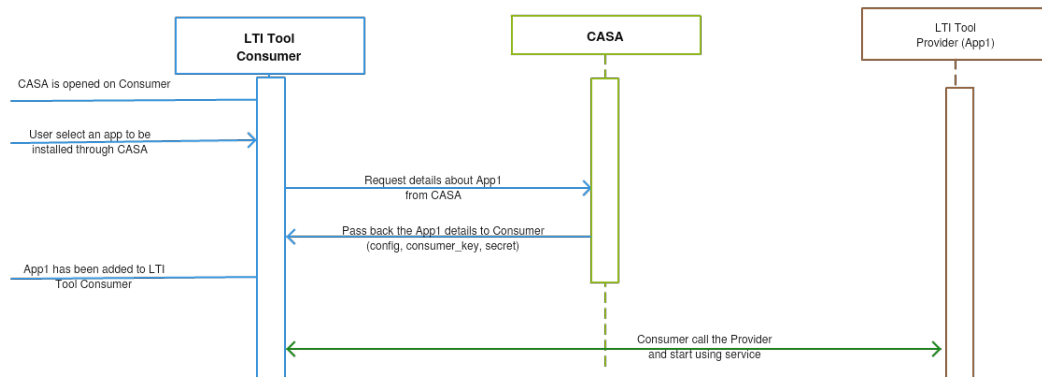 LTI Tool
Consumer
CASA
LTI Tool
Provider (App1)
CASA is opened on Consumer
User select an app to be
installed through CASA
Request details about App1
from CASA
Pass back the App1 details to Consumer
(config, consumer_key, secret)
App1 has been added to LTI
Tool Consumer
Consumer call the Provider
and start using service